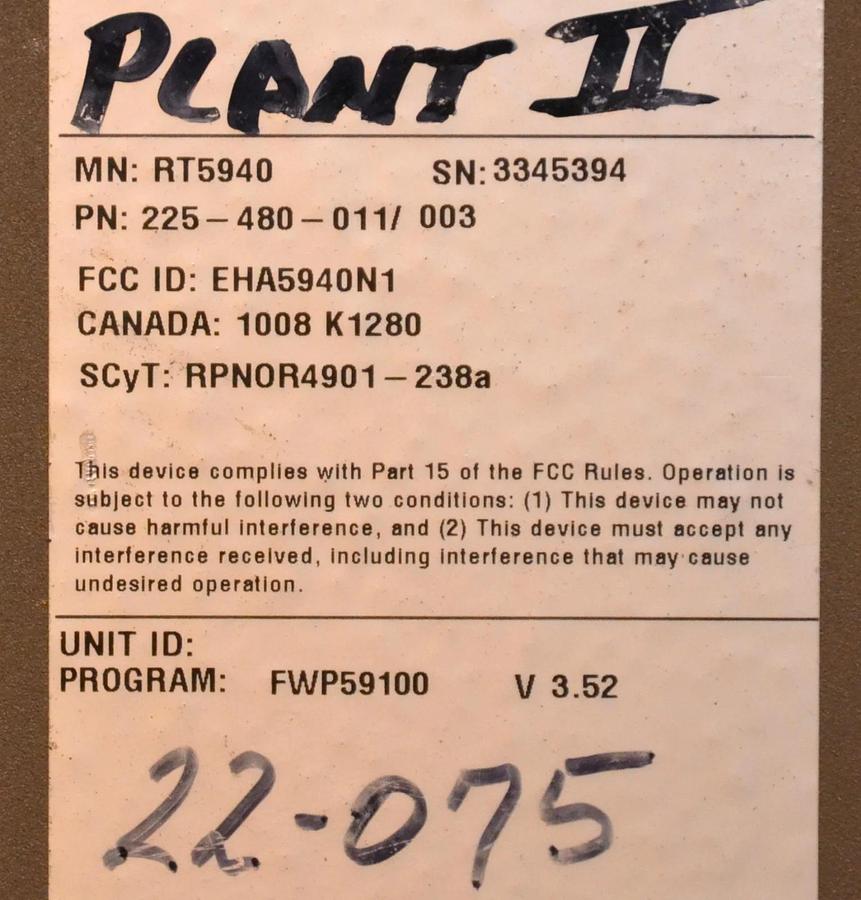 PLANT II
MN: RT5940 SN: 3345394
PN: 225-480-011/ 003
FCC ID: EHA5940N1
CANADA: 1008 K1280
SCyT: RPNOR4901-238a
This device complies with Part 15 of the FCC Rules. Operation is
subject to the following two conditions: (1) This device may not
cause harmful interference, and (2) This device must accept any
interference received, including interference that may cause
undesired operation.
UNIT ID:
PROGRAM: FWP59100 V 3.52
22-075